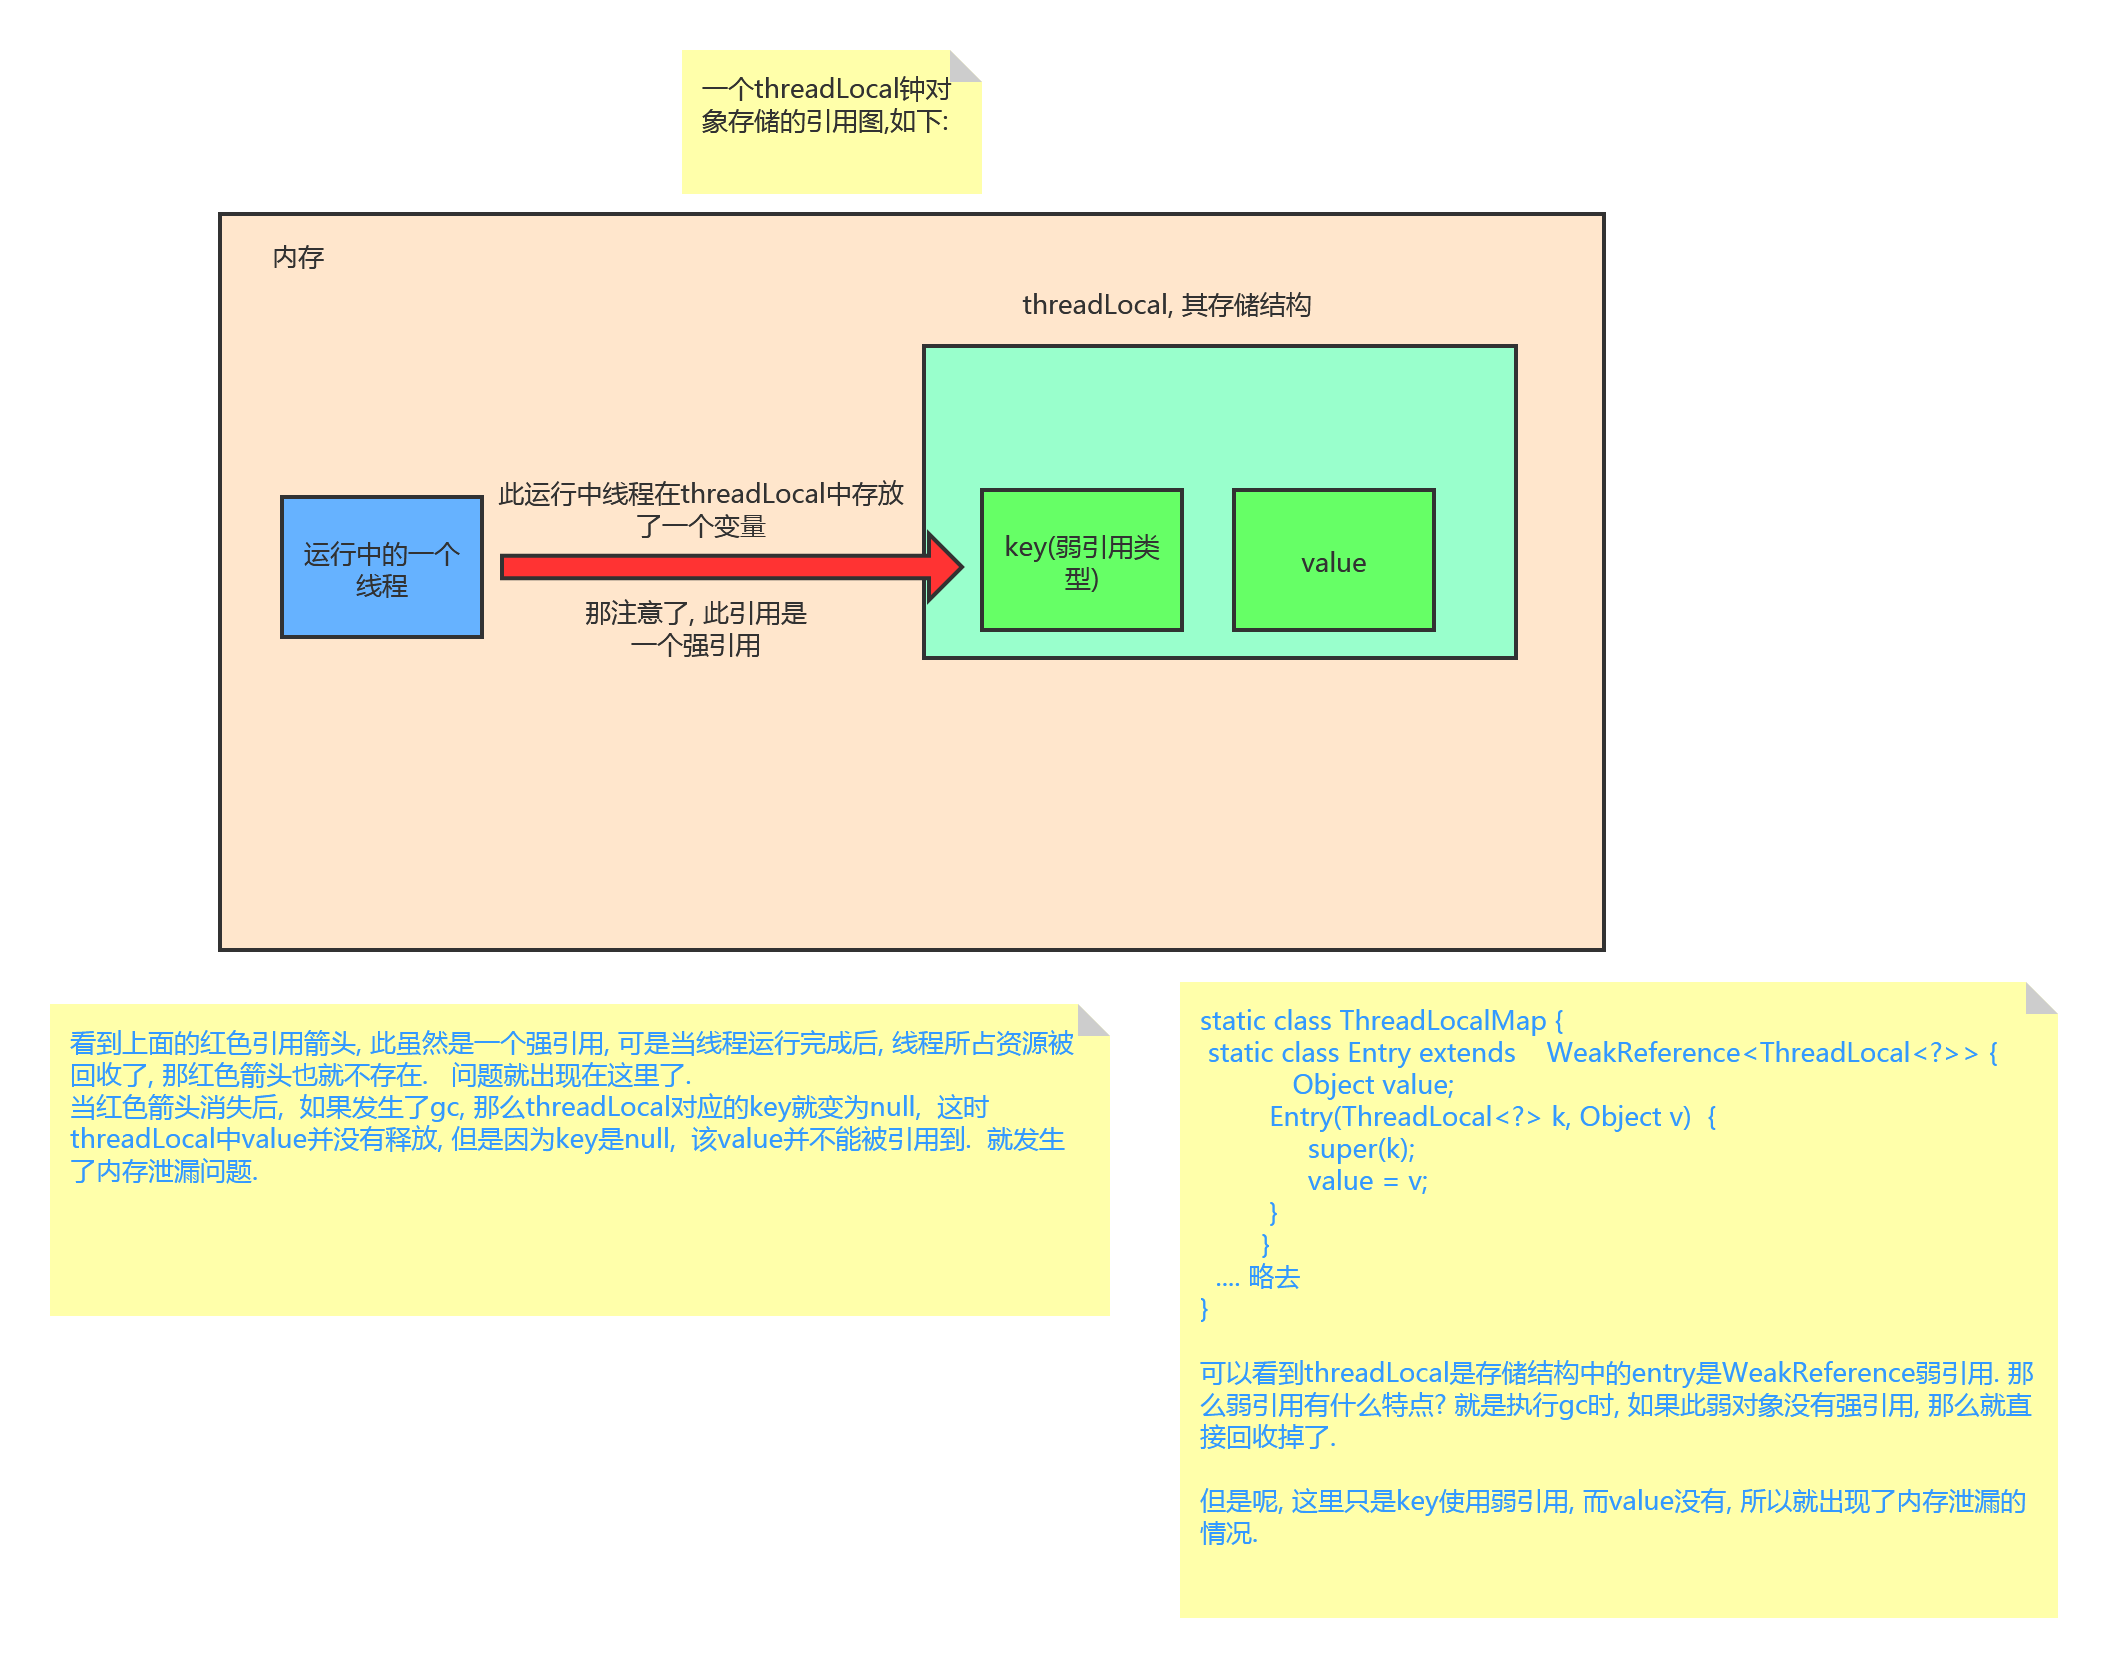 一个threadLocal钟对
象存储的引用图,如下:
内存
threadLocal, 其存储结构
此运行中线程在threadLocal中存放
了一个变量
运行中的一个
线程
key(弱引用类
型)
value
那注意了, 此引用是
一个强引用
看到上面的红色引用箭头, 此虽然是一个强引用, 可是当线程运行完成后, 线程所占资源被
回收了, 那红色箭头也就不存在. 问题就出现在这里了.
当红色箭头消失后, 如果发生了gc, 那么threadLocal对应的key就变为null, 这时
threadLocal中value并没有释放, 但是因为key是null, 该value并不能被引用到. 就发生
了内存泄漏问题.
static class ThreadLocalMap {
static class Entry extends WeakReference<ThreadLocal<?>> {
Object value;
Entry(ThreadLocal<?> k, Object v) {
super(k);
value = v;
}
}
.... 略去
}
可以看到threadLocal是存储结构中的entry是WeakReference弱引用. 那
么弱引用有什么特点? 就是执行gc时, 如果此弱对象没有强引用, 那么就直
接回收掉了.
但是呢, 这里只是key使用弱引用, 而value没有, 所以就出现了内存泄漏的
情况.